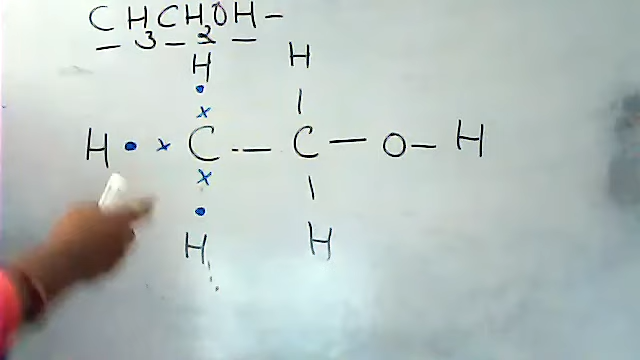 CH3CH2OH
H H
H • × C — C — O — H
H H